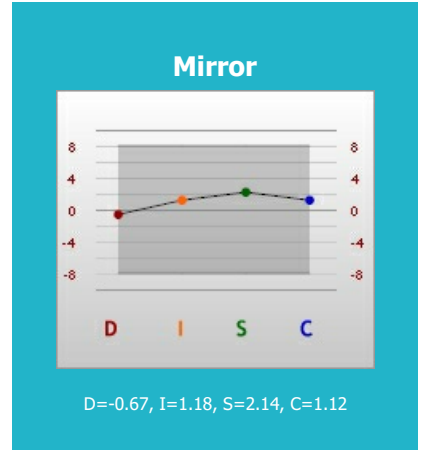 Mirror
8 8
4 4
0 0
-4 -4
-8 -8
D I S C
D=-0.67, I=1.18, S=2.14, C=1.12